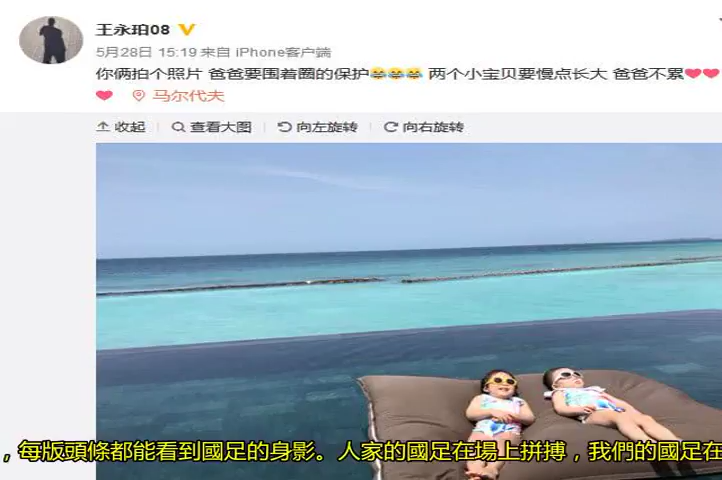 王永珀08
5月28日 15:19 来自 iPhone客户端
你俩拍个照片 爸爸要围着圈的保护😂😂😂 两个小宝贝要慢点长大 爸爸不累❤❤
❤ 马尔代夫
收起 查看大图 向左旋转 向右旋转
，每版頭條都能看到國足的身影。人家的國足在場上拼搏，我們的國足在